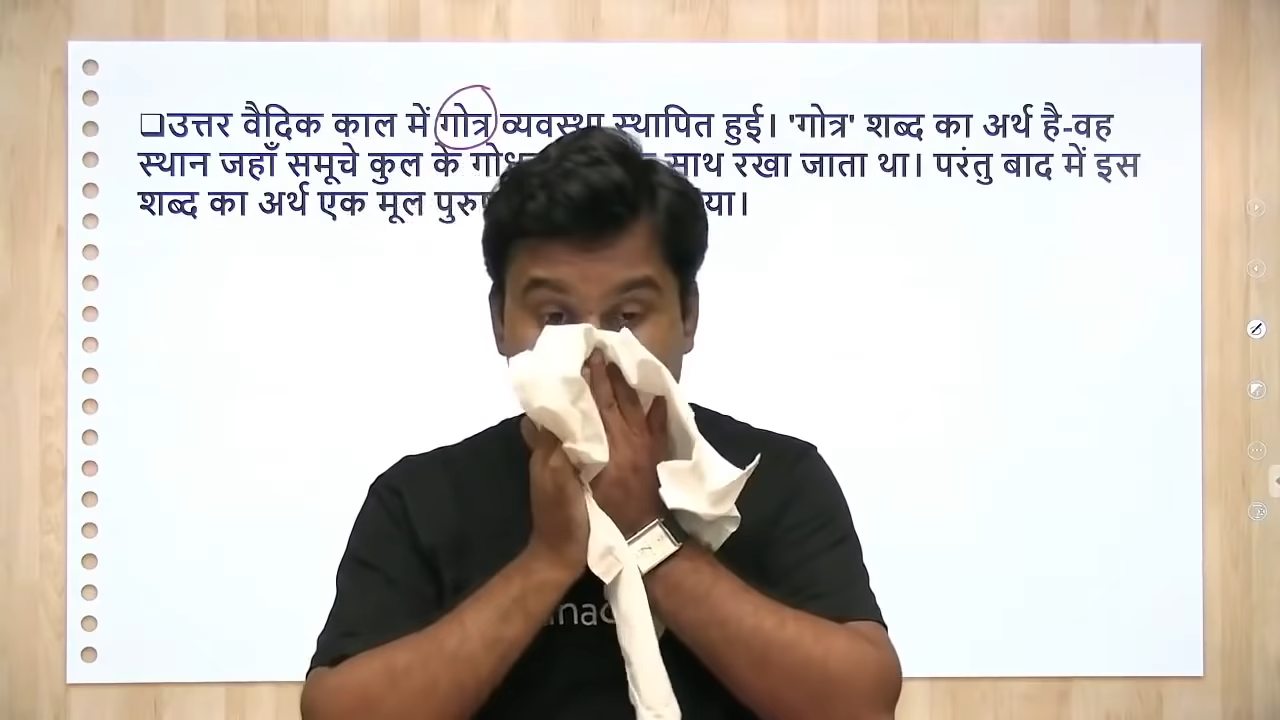 ❑उत्तर वैदिक काल में गोत्र व्यवस्था स्थापित हुई। 'गोत्र' शब्द का अर्थ है-वह
स्थान जहाँ समूचे कुल के साथ रखा जाता था। परंतु बाद में इस
शब्द का अर्थ एक मूल